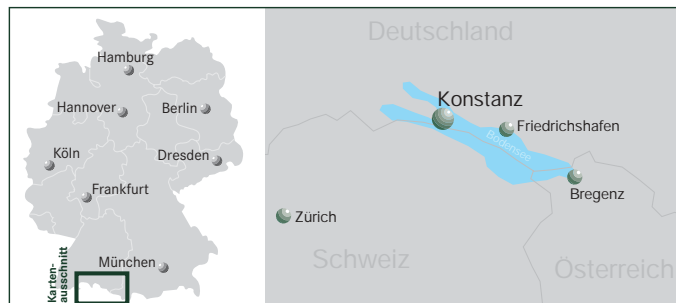 Hamburg
Hannover
Berlin
Köln
Dresden
Frankfurt
München
Karten-
ausschnitt
Deutschland
Konstanz
Friedrichshafen
Bodensee
Bregenz
Zürich
Schweiz
Österreich